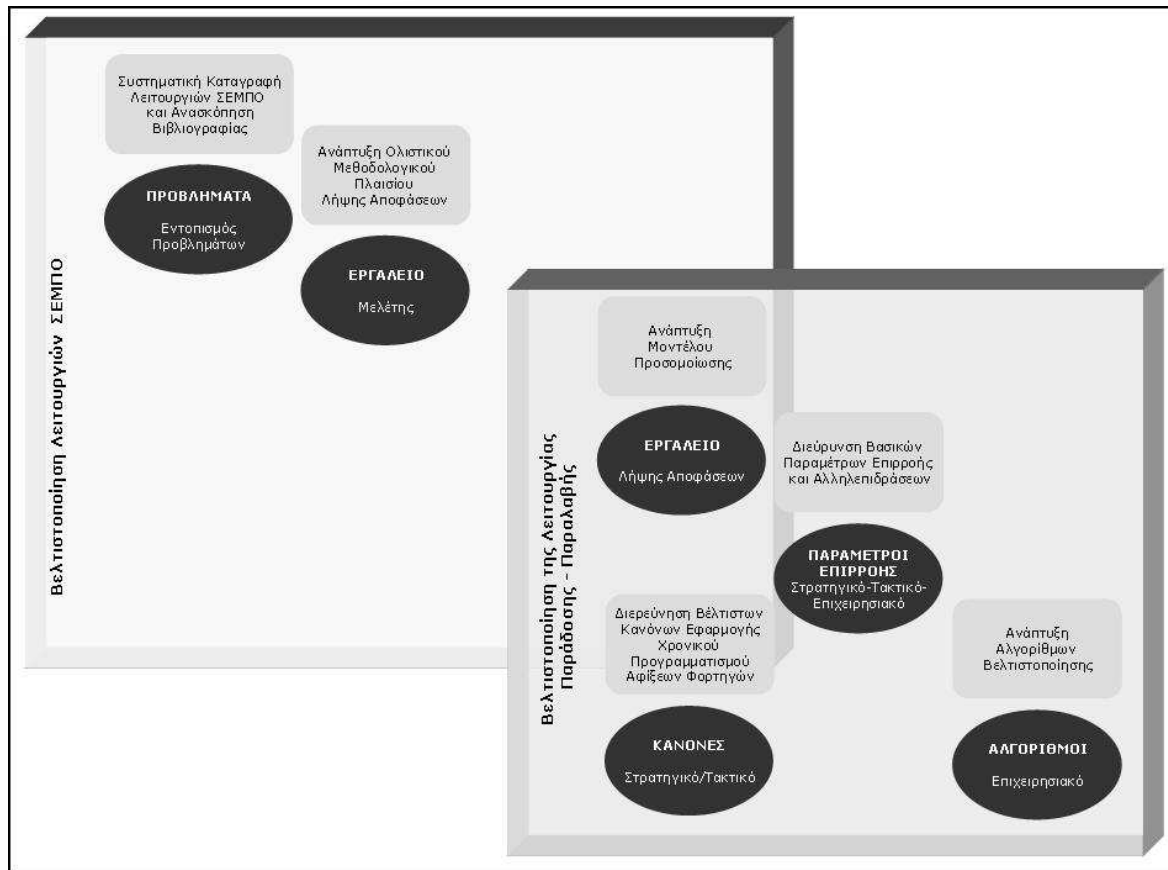 Βελτιστοποίηση Λειτουργιών ΣΕΜΠΟ
Συστηματική Καταγραφή
Λειτουργιών ΣΕΜΠΟ
και Ανασκόπηση
Βιβλιογραφίας
ΠΡΟΒΛΗΜΑΤΑ
Εντοπισμός
Προβλημάτων
Ανάπτυξη Ολιστικού
Μεθοδολογικού
Πλαισίου
Λήψης Αποφάσεων
ΕΡΓΑΛΕΙΟ
Μελέτης
Βελτιστοποίηση της Λειτουργίας
Παράδοσης - Παραλαβής
Ανάπτυξη
Μοντέλου
Προσομοίωσης
ΕΡΓΑΛΕΙΟ
Λήψης Αποφάσεων
Διεύρυνση Βασικών
Παραμέτρων Επιρροής
και Αλληλεπιδράσεων
ΠΑΡΑΜΕΤΡΟΙ
ΕΠΙΡΡΟΗΣ
Στρατηγικό-Τακτικό-
Επιχειρησιακό
Διερεύνηση Βέλτιστων
Κανόνων Εφαρμογής
Χρονικού
Προγραμματισμού
Αφίξεων Φορτηγών
ΚΑΝΟΝΕΣ
Στρατηγικό/Τακτικό
Ανάπτυξη
Αλγορίθμων
Βελτιστοποίησης
ΑΛΓΟΡΙΘΜΟΙ
Επιχειρησιακό